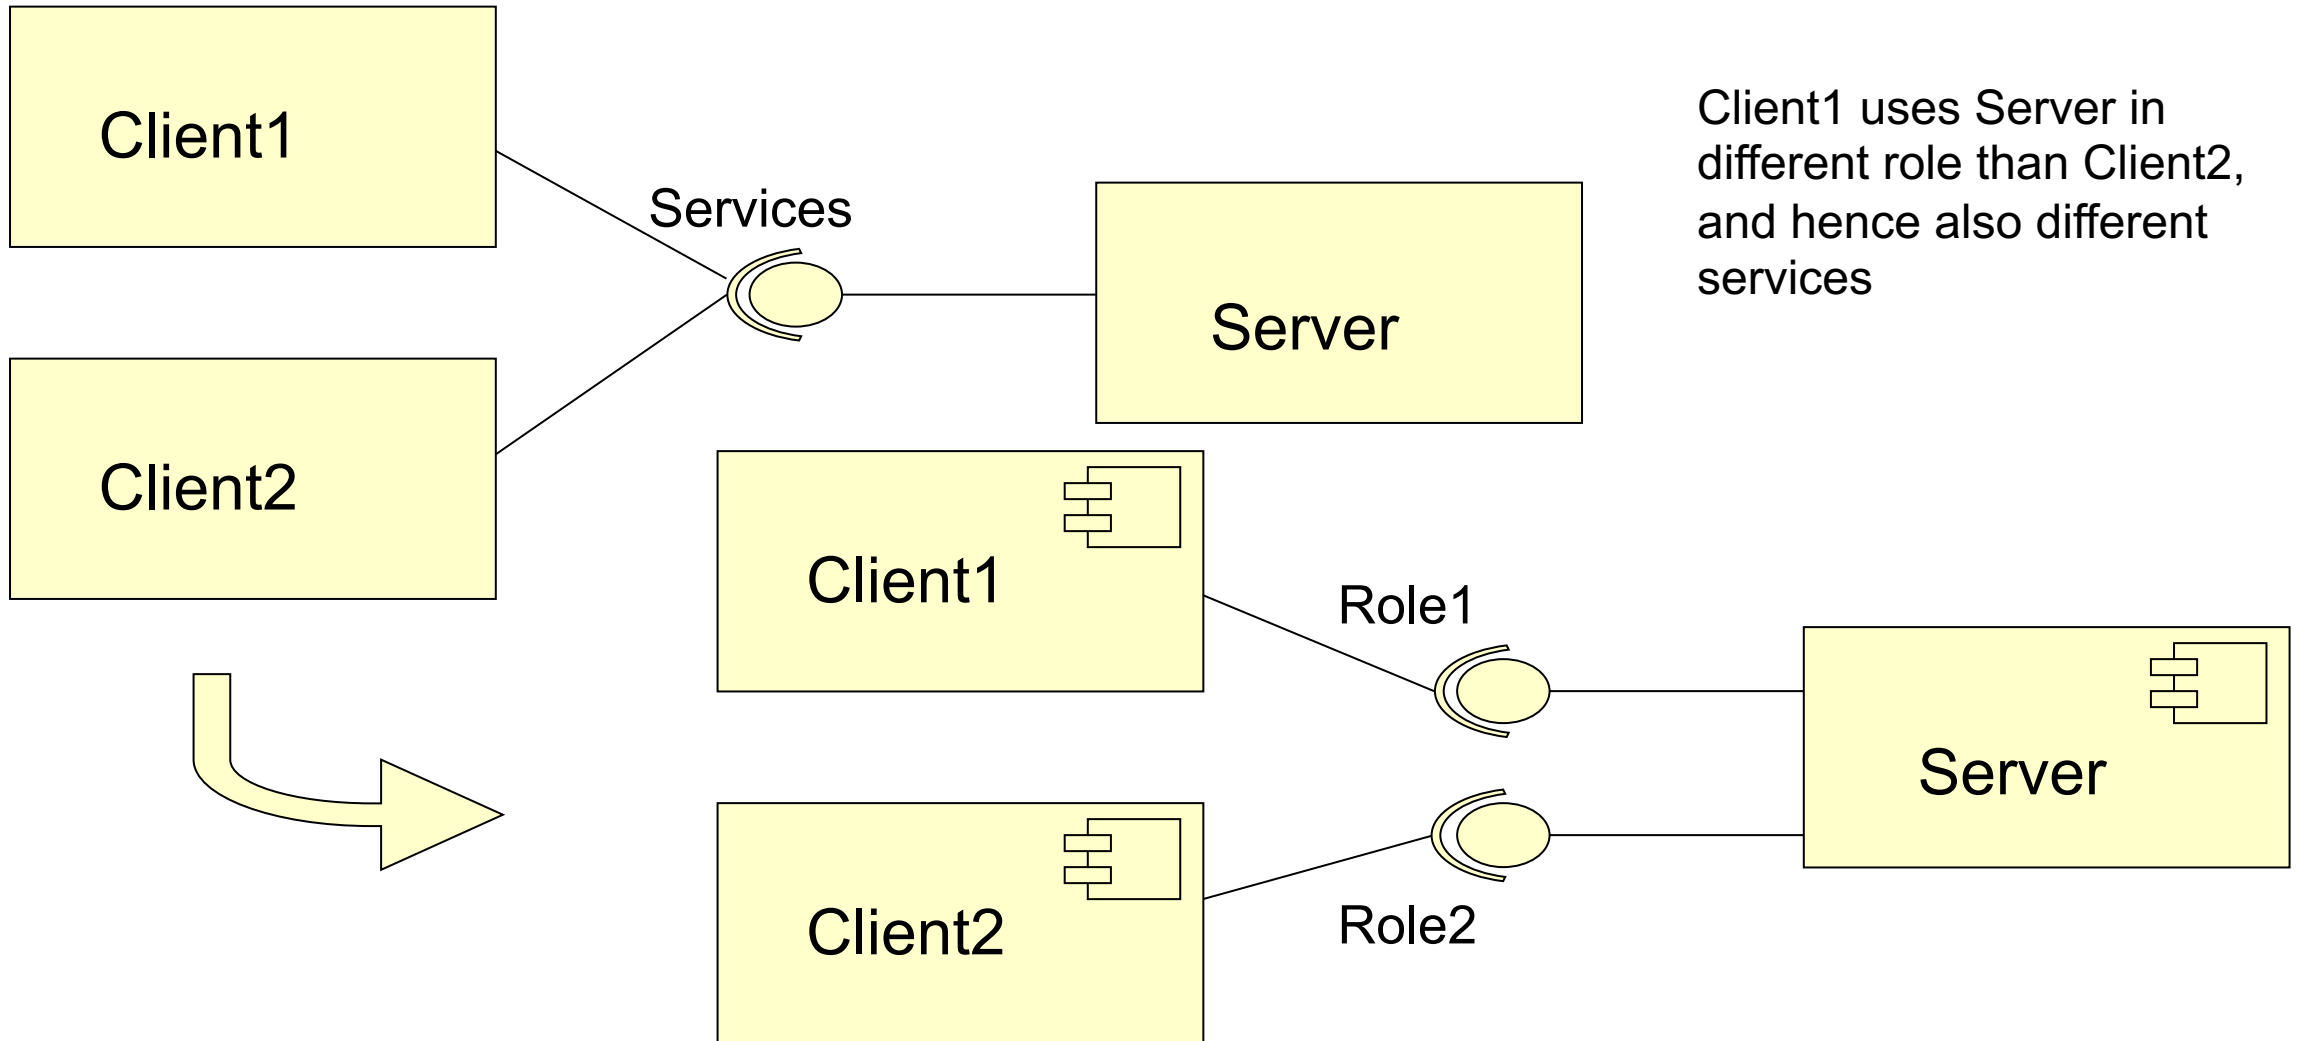 Client1
Services
Client2
Server
Client1 uses Server in
different role than Client2,
and hence also different
services
Client1
Role1
Client2
Role2
Server